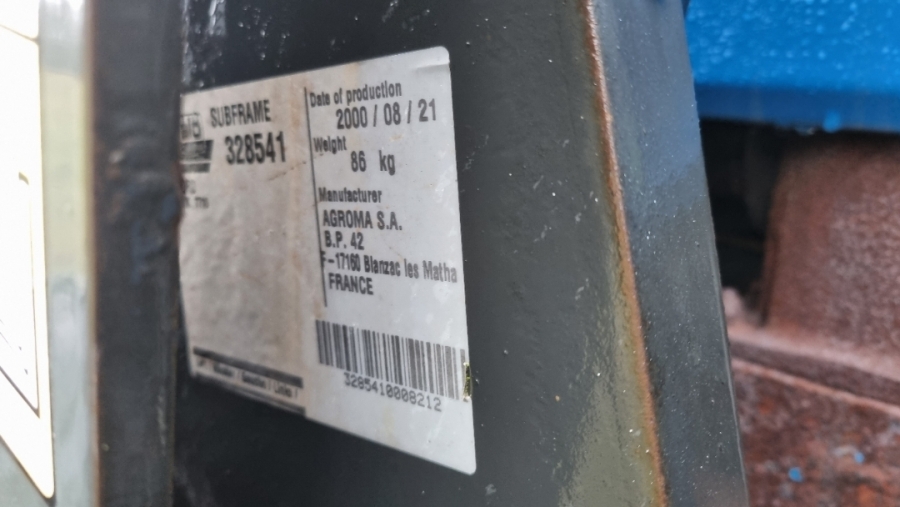 SUBFRAME
328541
Date of production
2000 / 08 / 21
Weight
86 kg
Manufacturer
AGROMA S.A.
B.P. 42
F-17160 Blanzac les Matha
FRANCE
3285410008212